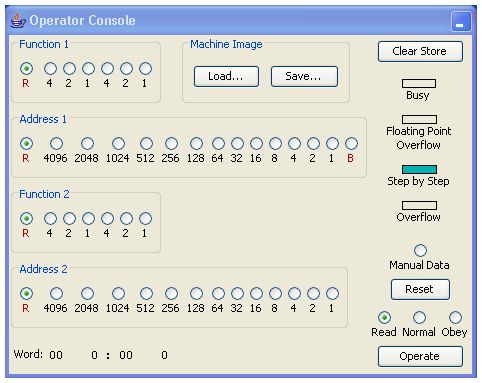 Operator Console
Function 1
R 4 2 1 4 2 1
Machine Image
Load... Save...
Clear Store
Busy
Floating Point
Overflow
Step by Step
Overflow
Manual Data
Reset
Read Normal Obey
Operate
Address 1
R 4096 2048 1024 512 256 128 64 32 16 8 4 2 1 B
Function 2
R 4 2 1 4 2 1
Address 2
R 4096 2048 1024 512 256 128 64 32 16 8 4 2 1
Word: 00 0 : 00 0